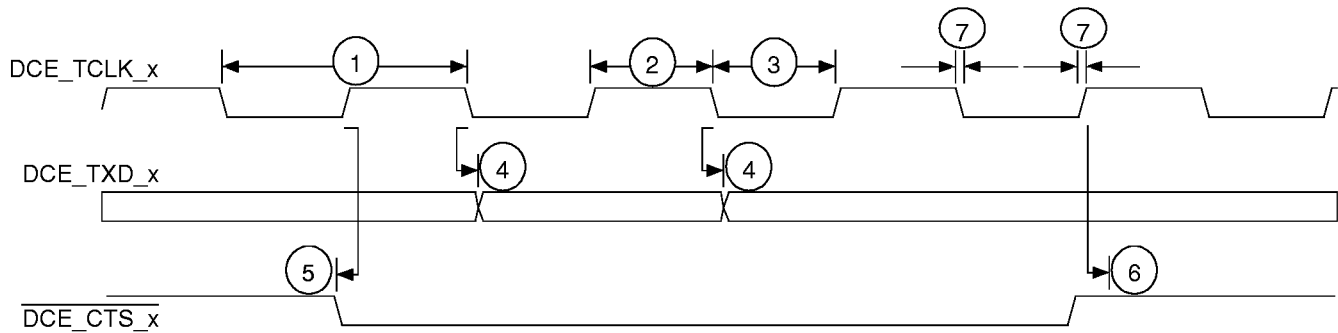 7 7
1 2 3
DCE_TCLK_x
4 4
DCE_TXD_x
5 6
DCE_CTS_x